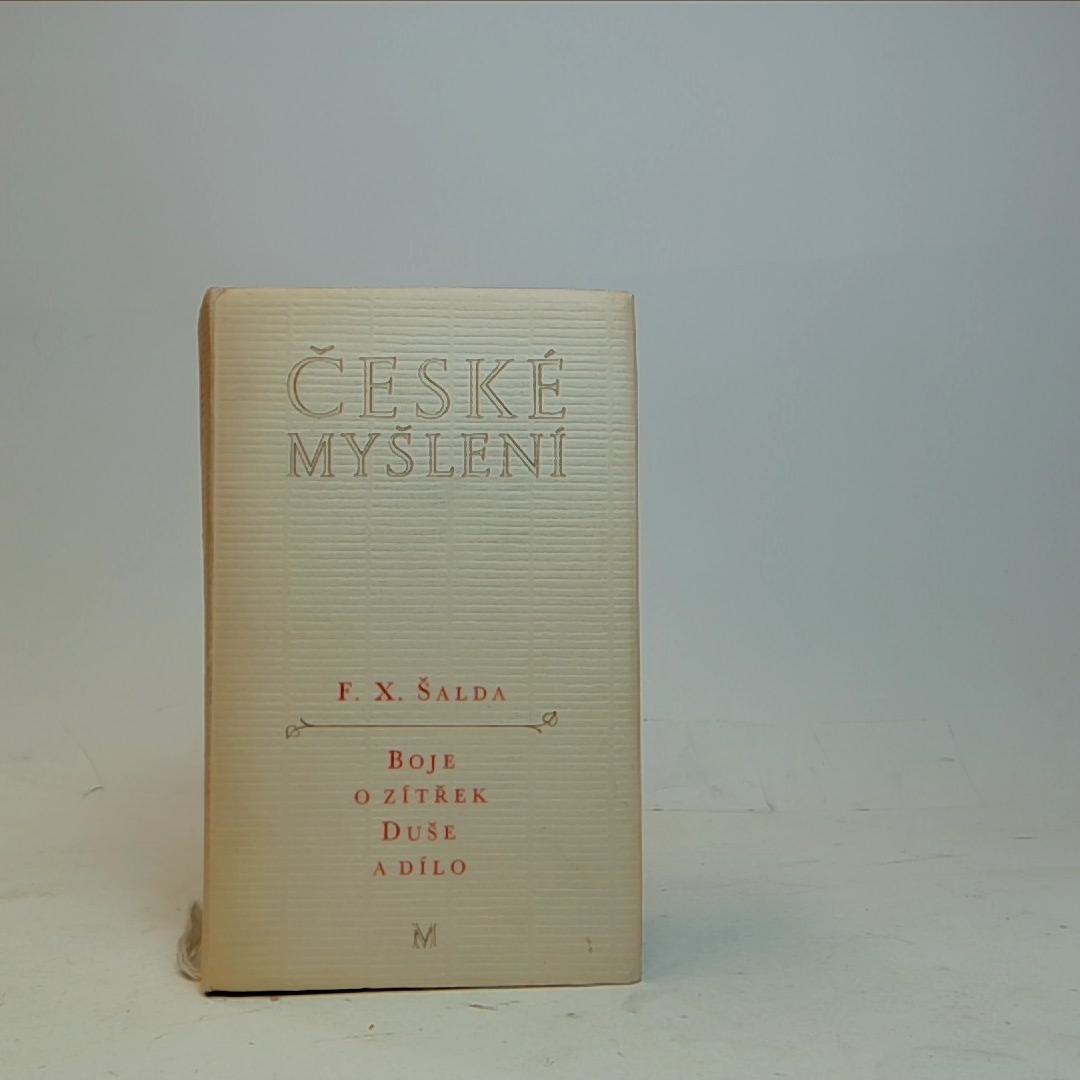 ČESKÉ
MYŠLENÍ
F. X. ŠALDA
BOJE
O ZÍTŘEK
DUŠE
A DÍLO
M